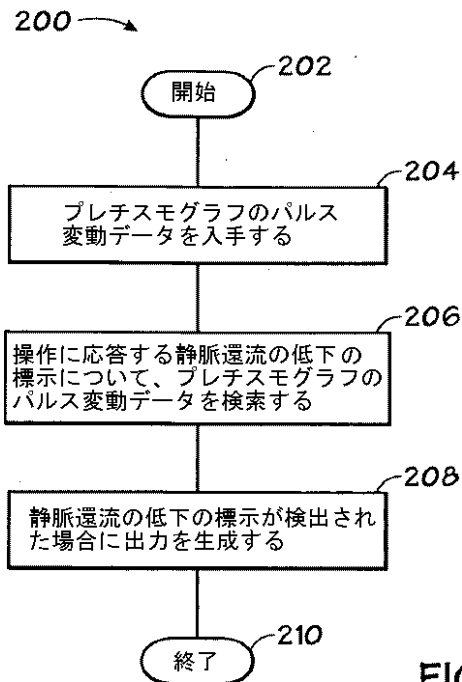 200
202
開始
204
プレチスモグラフのパルス
変動データを入手する
206
操作に応答する静脈還流の低下の
標示について、プレチスモグラフの
パルス変動データを検索する
208
静脈還流の低下の標示が検出され
た場合に出力を生成する
210
終了